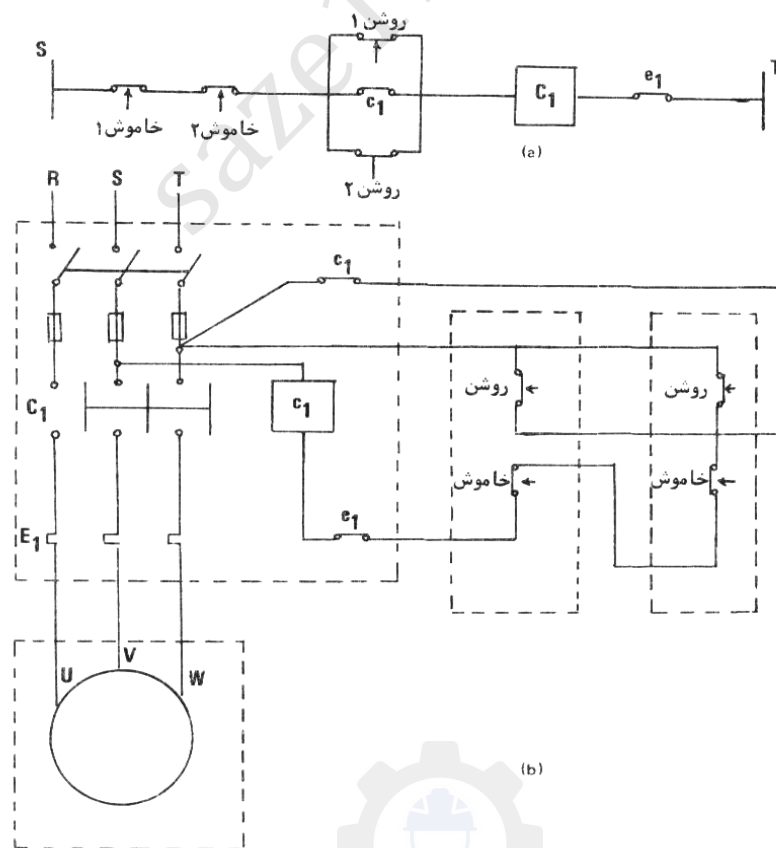 روشن ۱
S
T
c1
C1
e1
خاموش۱
خاموش۲
روشن ۲
(a)
R S T
c1
روشن
روشن
C1
c1
خاموش
خاموش
e1
E1
U V W
(b)